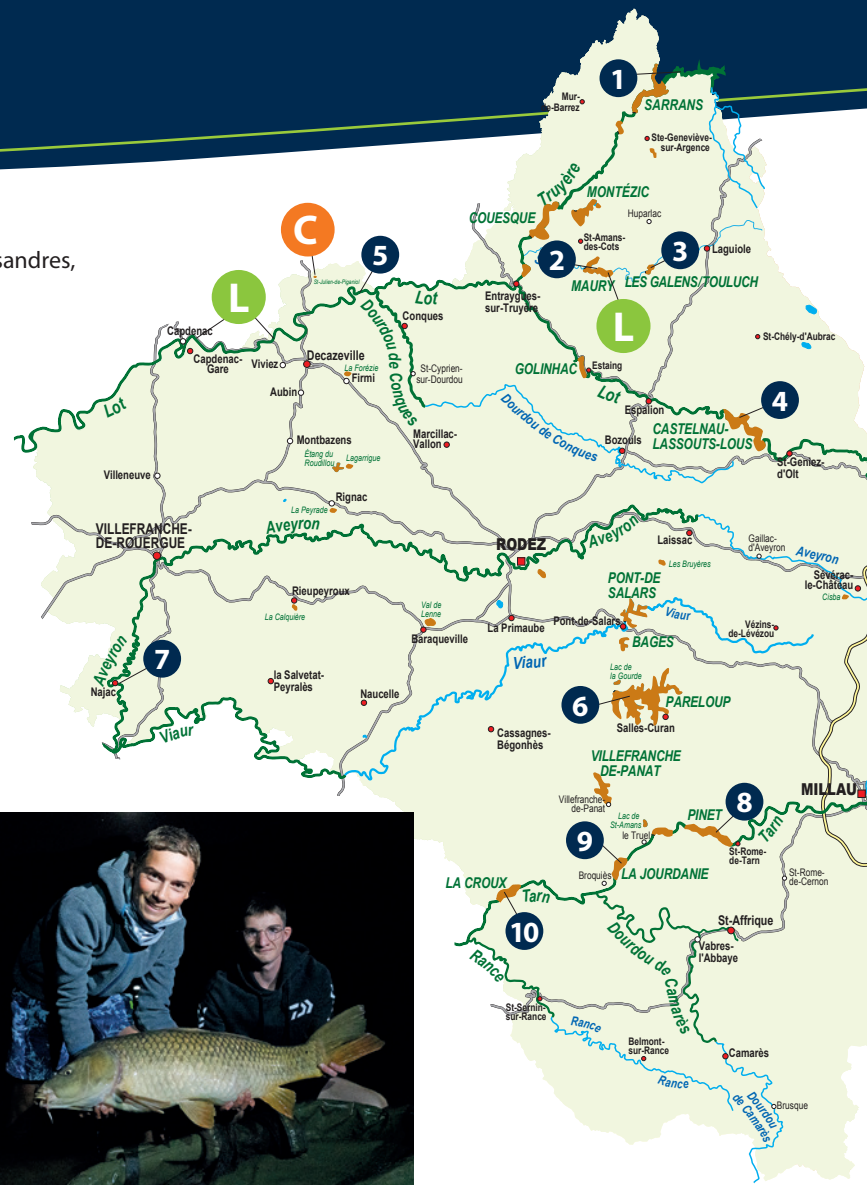 sandres,
1
Mur-
e-Barrez
SARRANS
Ste-Geneviève-
sur-Argence
Truyère
MONTÉZIC
COUESQUE
Huparlac
C
St-Amans-
des-Cots
5
2
3
Laguiole
St-Julien-de-Piganiol
Lot
MAURY
LES GALENS/TOULUCH
L
Entraygues-
sur-Truyère
L
Dourdou de Conques
Conques
Capdenac
Capdenac-
Gare
Viviez
Decazeville
La Forézie
Firmi
St-Cyprien-
sur-Dourdou
GOLINHAC
Estaing
St-Chély-d'Aubrac
Aubin
Lot
Espalion
4
Lot
CASTELNAU-
LASSOUTS-LOUS
Dourdou de Conques
Montbazens
Marcillac-
Vallon
Bozouls
St-Geniez-
d'Olt
Étang du
Roudillou
Lagarrigue
Villeneuve
Rignac
La Peyrade
VILLEFRANCHE-
DE-ROUERGUE
Aveyron
RODEZ
Aveyron
Laissac
Gaillac-
d'Aveyron
Aveyron
Les Bruyères
Sévérac-
le-Château
Cisba
PONT-DE
SALARS
Rieupeyroux
La Calquière
Val de
Lenne
Baraqueville
La Primaube
Pont-de-Salars
Viaur
Vézins-
de-Lévézou
BAGES
Aveyron
7
Najac
la Salvetat-
Peyralès
Naucelle
Viaur
Lac de
la Gourde
6
PARELOUP
Salles-Curan
Viaur
Cassagnes-
Bégonhès
VILLEFRANCHE
DE-PANAT
MILLAU
Villefranche-
de-Panat
PINET
8
Tarn
Lac de
St-Amans
le Truel
St-Rome-
de-Tarn
9
Broquiès
LA JOURDANIE
St-Rome-
de-Cernon
LA CROUX
Tarn
10
St-Affrique
Vabres-
l'Abbaye
Dourdou de Camarès
Rance
St-Sernin-
sur-Rance
Rance
Belmont-
sur-Rance
Camarès
Rance
Dourdou
de Camarès
Brusque